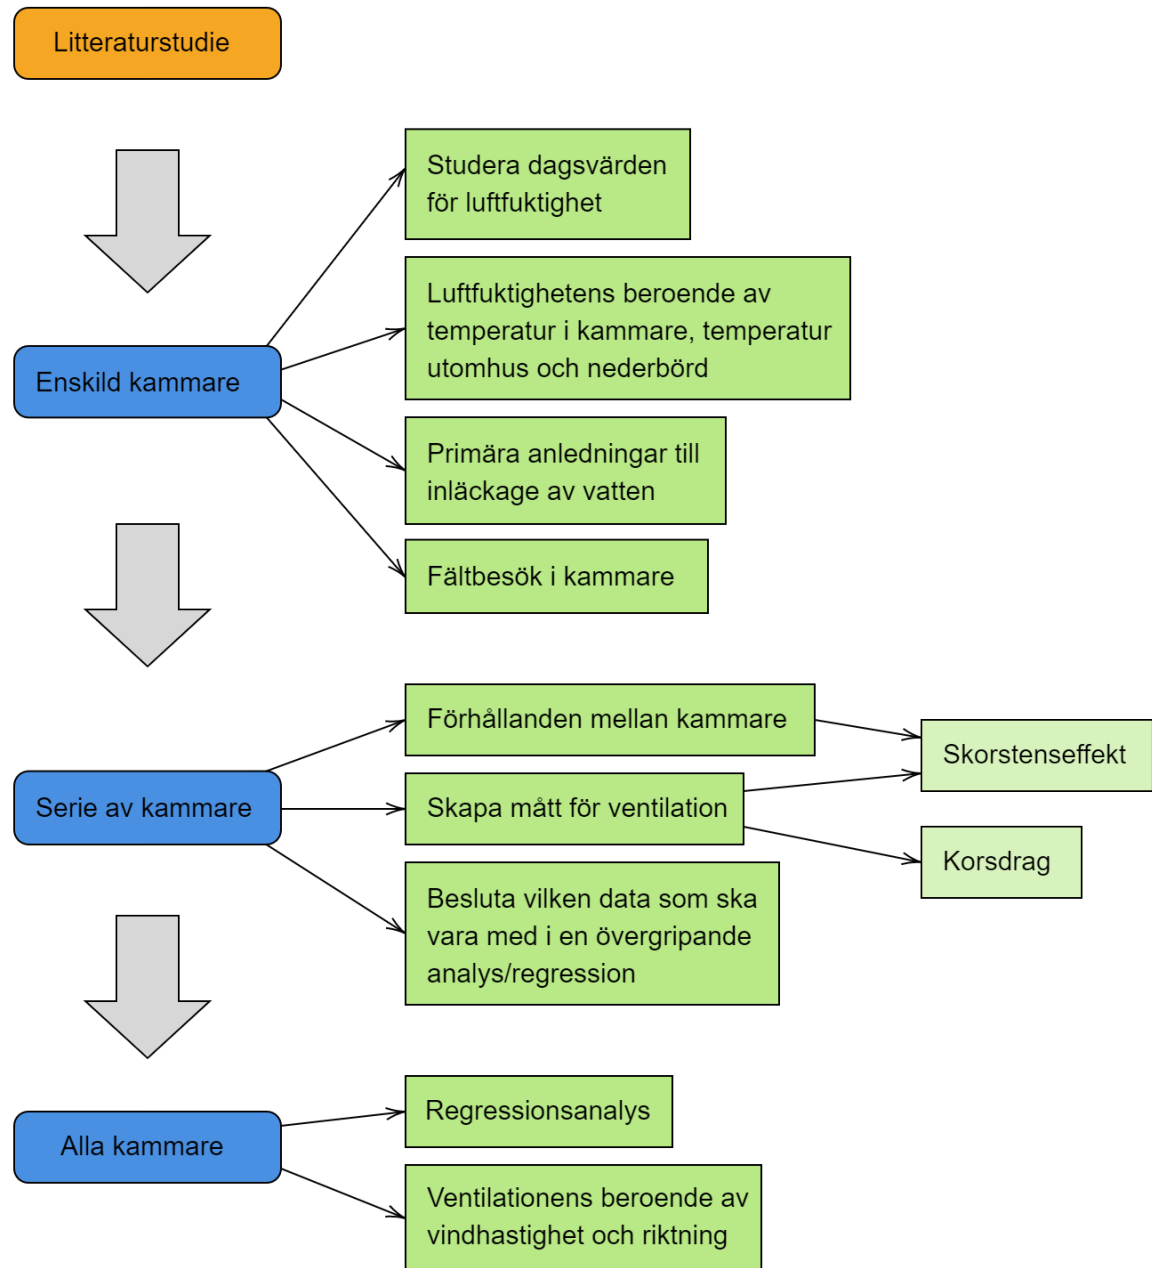 Litteraturstudie
Studera dagsvärden
för luftfuktighet
Luftfuktighetens beroende av
temperatur i kammare, temperatur
utomhus och nederbörd
Enskild kammare
Primära anledningar till
inläckage av vatten
Fältbesök i kammare
Förhållanden mellan kammare
Skorstenseffekt
Serie av kammare
Skapa mått för ventilation
Korsdrag
Besluta vilken data som ska
vara med i en övergripande
analys/regression
Regressionsanalys
Alla kammare
Ventilationens beroende av
vindhastighet och riktning